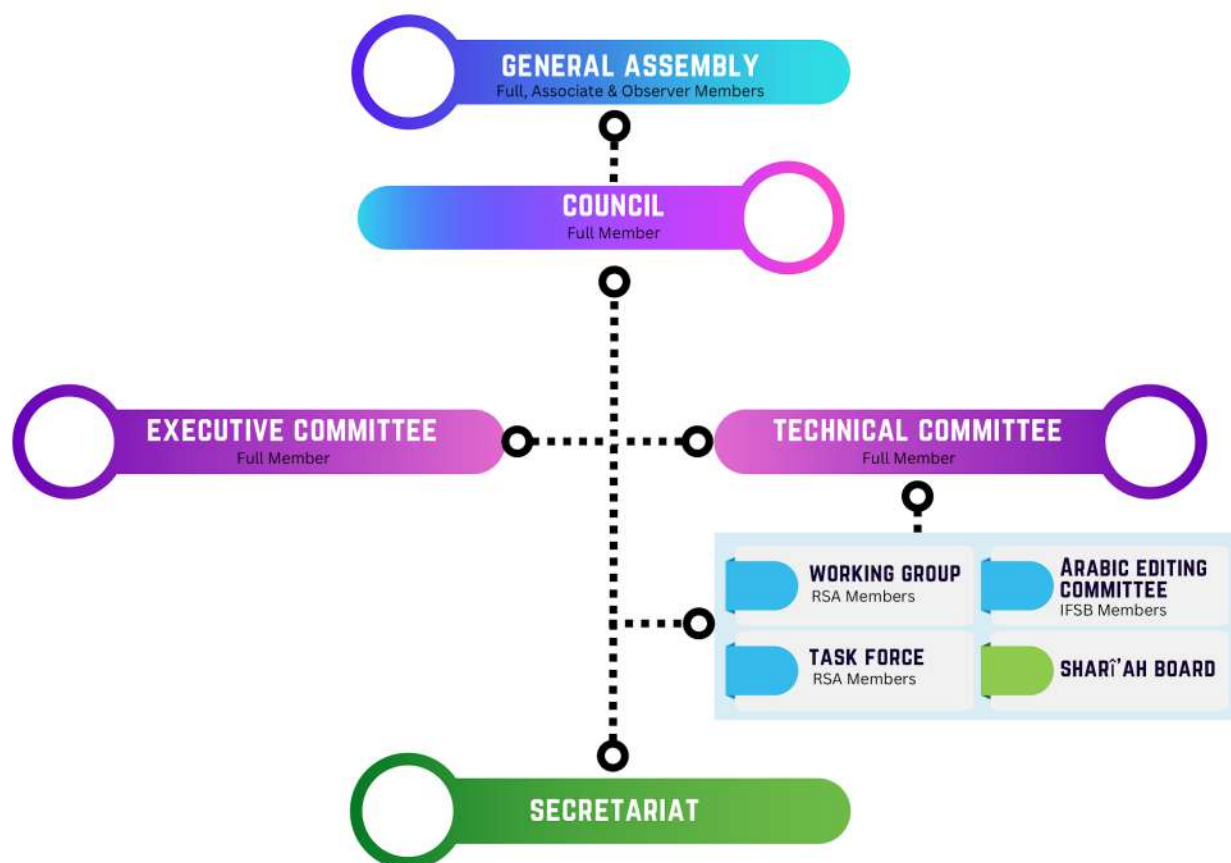 GENERAL ASSEMBLY
Full, Associate & Observer Members
COUNCIL
Full Member
EXECUTIVE COMMITTEE
Full Member
TECHNICAL COMMITTEE
Full Member
WORKING GROUP
RSA Members
ARABIC EDITING
COMMITTEE
IFSB Members
TASK FORCE
RSA Members
SHARÎ'AH BOARD
SECRETARIAT